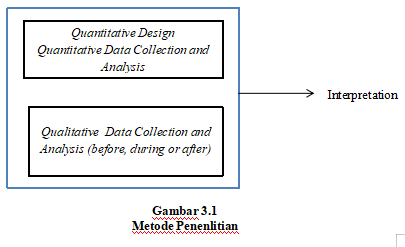 Quantitative Design
Quantitative Data Collection and
Analysis
Interpretation
Qualitative Data Collection and
Analysis (before, during or after)
Gambar 3.1
Metode Penenlitian